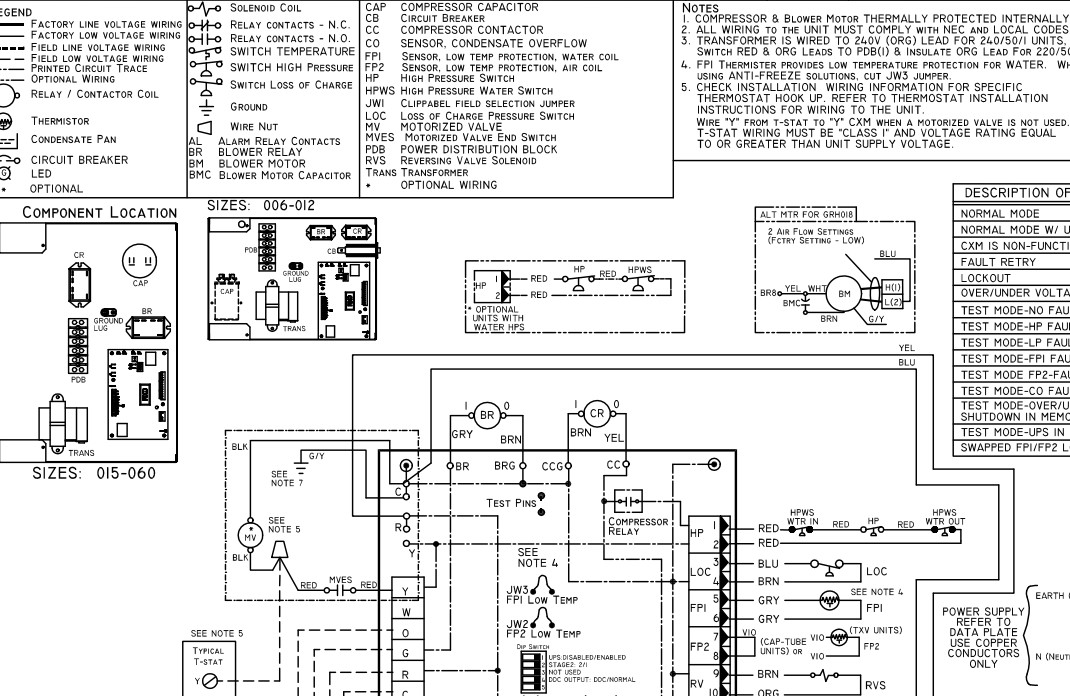 LEGEND
FACTORY LINE VOLTAGE WIRING
FACTORY LOW VOLTAGE WIRING
FIELD LINE VOLTAGE WIRING
FIELD LOW VOLTAGE WIRING
PRINTED CIRCUIT TRACE
OPTIONAL WIRING
RELAY / CONTACTOR COIL
THERMISTOR
CONDENSATE PAN
CIRCUIT BREAKER
G LED
* OPTIONAL
SOLENOID COIL
RELAY CONTACTS - N.C.
RELAY CONTACTS - N.O.
SWITCH TEMPERATURE
SWITCH HIGH PRESSURE
SWITCH LOSS OF CHARGE
GROUND
WIRE NUT
AL ALARM RELAY CONTACTS
BR BLOWER RELAY
BM BLOWER MOTOR
BMC BLOWER MOTOR CAPACITOR
CAP COMPRESSOR CAPACITOR
CB CIRCUIT BREAKER
CC COMPRESSOR CONTACTOR
CO SENSOR, CONDENSATE OVERFLOW
FP1 SENSOR, LOW TEMP PROTECTION, WATER COIL
FP2 SENSOR, LOW TEMP PROTECTION, AIR COIL
HP HIGH PRESSURE SWITCH
HPWS HIGH PRESSURE WATER SWITCH
JW1 CLIPPABEL FIELD SELECTION JUMPER
LOC LOSS OF CHARGE PRESSURE SWITCH
MV MOTORIZED VALVE
MVES MOTORIZED VALVE END SWITCH
PDB POWER DISTRIBUTION BLOCK
RVS REVERSING VALVE SOLENOID
TRANS TRANSFORMER
* OPTIONAL WIRING
NOTES
1. COMPRESSOR & BLOWER MOTOR THERMALLY PROTECTED INTERNALLY
2. ALL WIRING TO THE UNIT MUST COMPLY WITH NEC AND LOCAL CODES
3. TRANSFORMER IS WIRED TO 240V (ORG) LEAD FOR 240/50/1 UNITS,
SWITCH RED & ORG LEADS TO PDB(1) & INSULATE ORG LEAD FOR 220/50
4. FP1 THERMISTER PROVIDES LOW TEMPERATURE PROTECTION FOR WATER. WH
USING ANTI-FREEZE SOLUTIONS, CUT JW3 JUMPER.
5. CHECK INSTALLATION WIRING INFORMATION FOR SPECIFIC
THERMOSTAT HOOK UP. REFER TO THERMOSTAT INSTALLATION
INSTRUCTIONS FOR WIRING TO THE UNIT.
WIRE "Y" FROM T-STAT TO "Y" CXM WHEN A MOTORIZED VALVE IS NOT USED.
T-STAT WIRING MUST BE "CLASS 1" AND VOLTAGE RATING EQUAL
TO OR GREATER THAN UNIT SUPPLY VOLTAGE.
COMPONENT LOCATION
CR
CAP
GROUND
LUG
BR
PDB
TRANS
SIZES: 015-060
SIZES: 006-012
BR CR
PDB
CB
GROUND
LUG
CAP
TRANS
HP 1 RED HP RED HPWS
2 RED
* OPTIONAL
UNITS WITH
WATER HPS
ALT MTR FOR GRH018
2 AIR FLOW SETTINGS
(FCTRY SETTING - LOW)
BLU
BR8 YEL WHT BM H(1)
BMC L(2)
BRN G/Y
DESCRIPTION OF
NORMAL MODE
NORMAL MODE W/ U
CXM IS NON-FUNCTI
FAULT RETRY
LOCKOUT
OVER/UNDER VOLTA
TEST MODE-NO FAU
TEST MODE-HP FAU
TEST MODE-LP FAUL
TEST MODE-FP1 FAU
TEST MODE FP2-FAU
TEST MODE-CO FAU
TEST MODE-OVER/U
SHUTDOWN IN MEMO
TEST MODE-UPS IN
SWAPPED FP1/FP2 L
YEL
BLU
1 BR 0
GRY BRN
1 CR 0
BRN YEL
BLK
G/Y
SEE
NOTE 7
* MV
SEE
NOTE 5
BLK
RED MVES RED
C
R
Y
BR BRG CCG CC
TEST PINS
COMPRESSOR
RELAY
SEE
NOTE 4
JW3
FP1 LOW TEMP
JW2
FP2 LOW TEMP
DIP SWITCH
1 UPS:DISABLED/ENABLED
2 STAGE2: 2/1
3 NOT USED
4 DDC OUTPUT: DDC/NORMAL
5
Y
W
O
G
R
C
SEE NOTE 5
TYPICAL
T-STAT
Y
HP 1 RED HPWS WTR IN RED HP RED HPWS WTR OUT
2 RED
LOC 3 BLU LOC
4 BRN
FP1 5 GRY SEE NOTE 4
6 GRY FP1
FP2 7 VIO (CAP-TUBE UNITS) OR VIO (TXV UNITS) FP2
8 VIO
RV 9 BRN RVS
10 ORG
POWER SUPPLY
REFER TO
DATA PLATE
USE COPPER
CONDUCTORS
ONLY
EARTH
N (NEUT